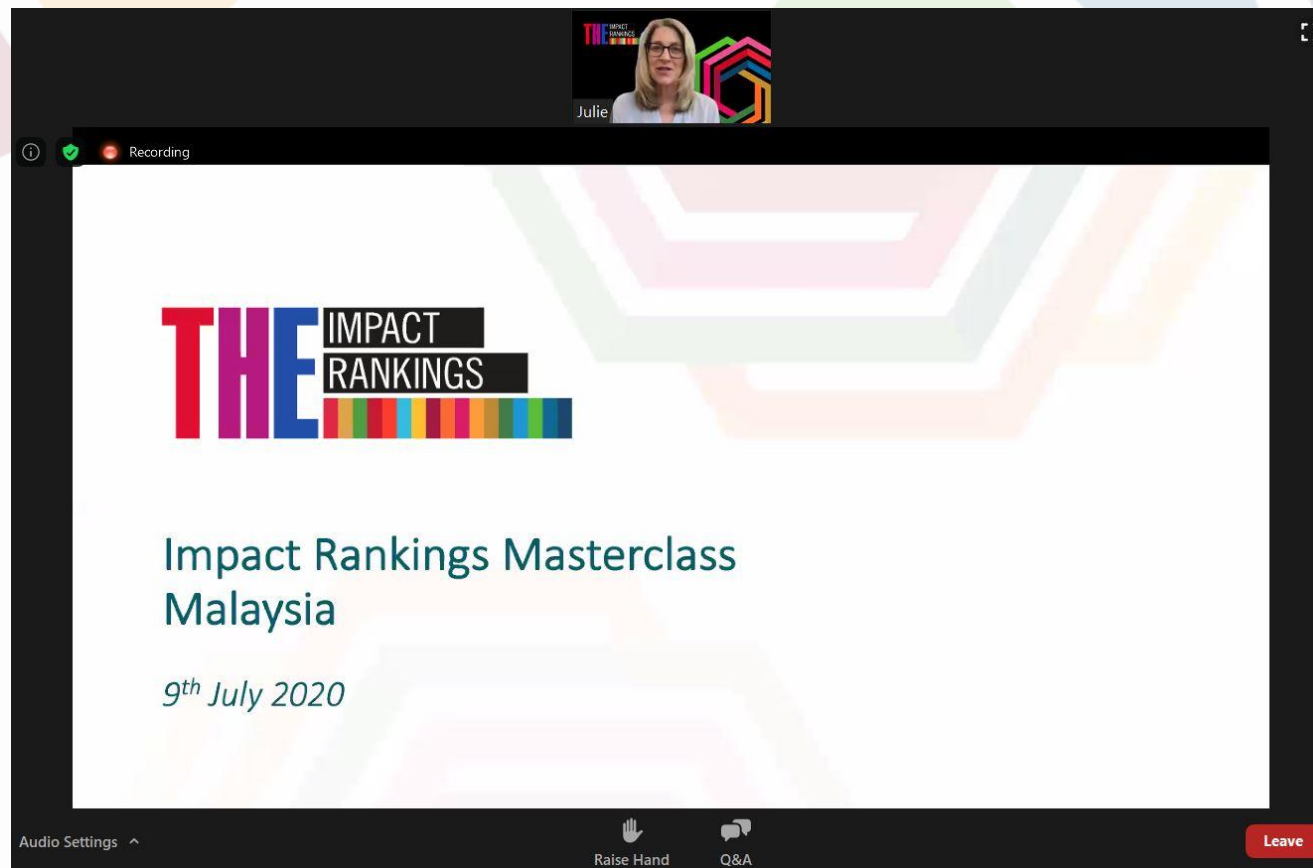 THE IMPACT
RANKINGS
Julie
Recording
THE IMPACT
RANKINGS
Impact Rankings Masterclass
Malaysia
9th July 2020
Audio Settings
Raise Hand
Q&A
Leave